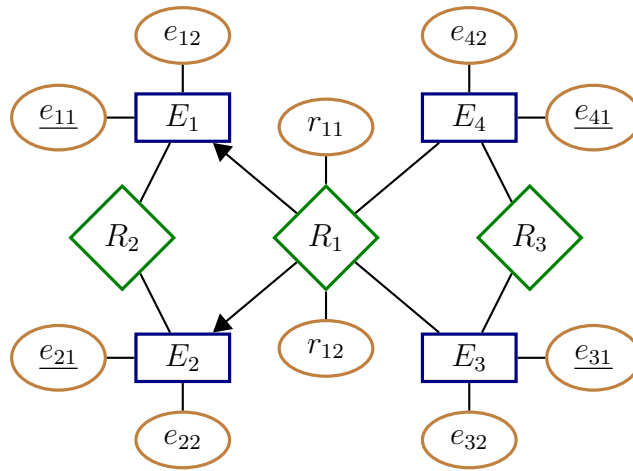 e₁₂
e₄₂
e₁₁
E₁
r₁₁
E₄
e₄₁
R₂
R₁
R₃
e₂₁
E₂
r₁₂
E₃
e₃₁
e₂₂
e₃₂